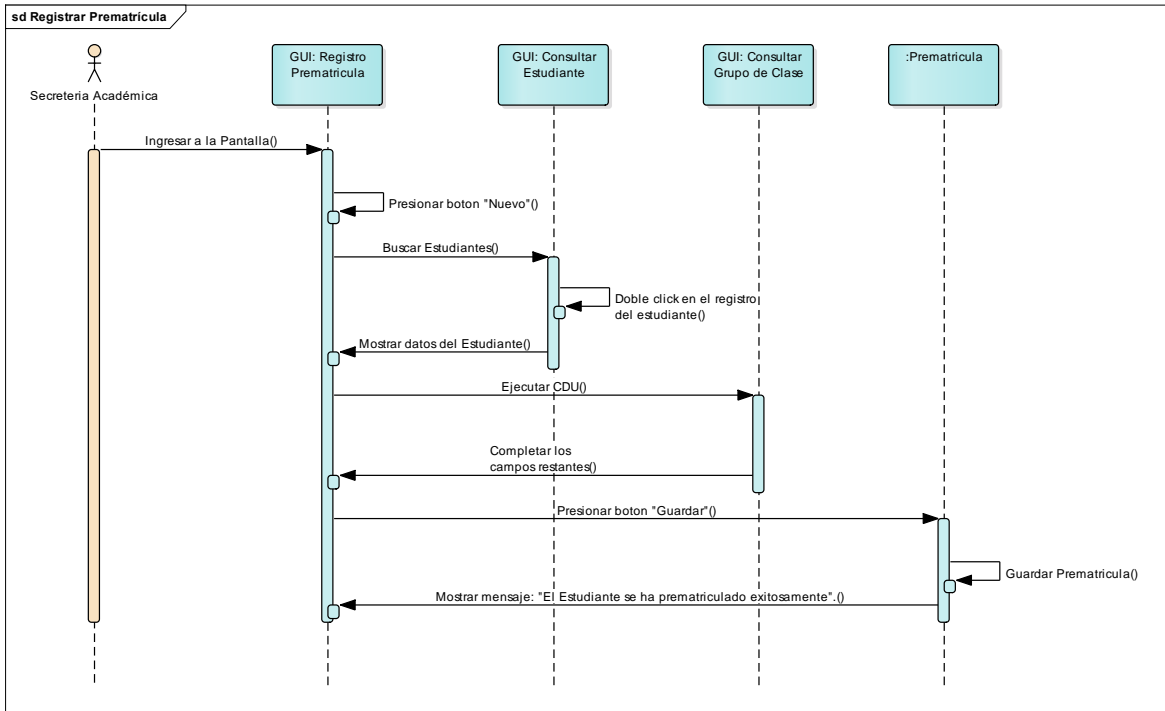 sd Registrar Prematrícula
Secreteria Académica
GUI: Registro
Prematricula
GUI: Consultar
Estudiante
GUI: Consultar
Grupo de Clase
:Prematricula
Ingresar a la Pantalla()
Presionar boton "Nuevo"()
Buscar Estudiantes()
Doble click en el registro
del estudiante()
Mostrar datos del Estudiante()
Ejecutar CDU()
Completar los
campos restantes()
Presionar boton "Guardar"()
Guardar Prematricula()
Mostrar mensaje: "El Estudiante se ha prematriculado exitosamente".()